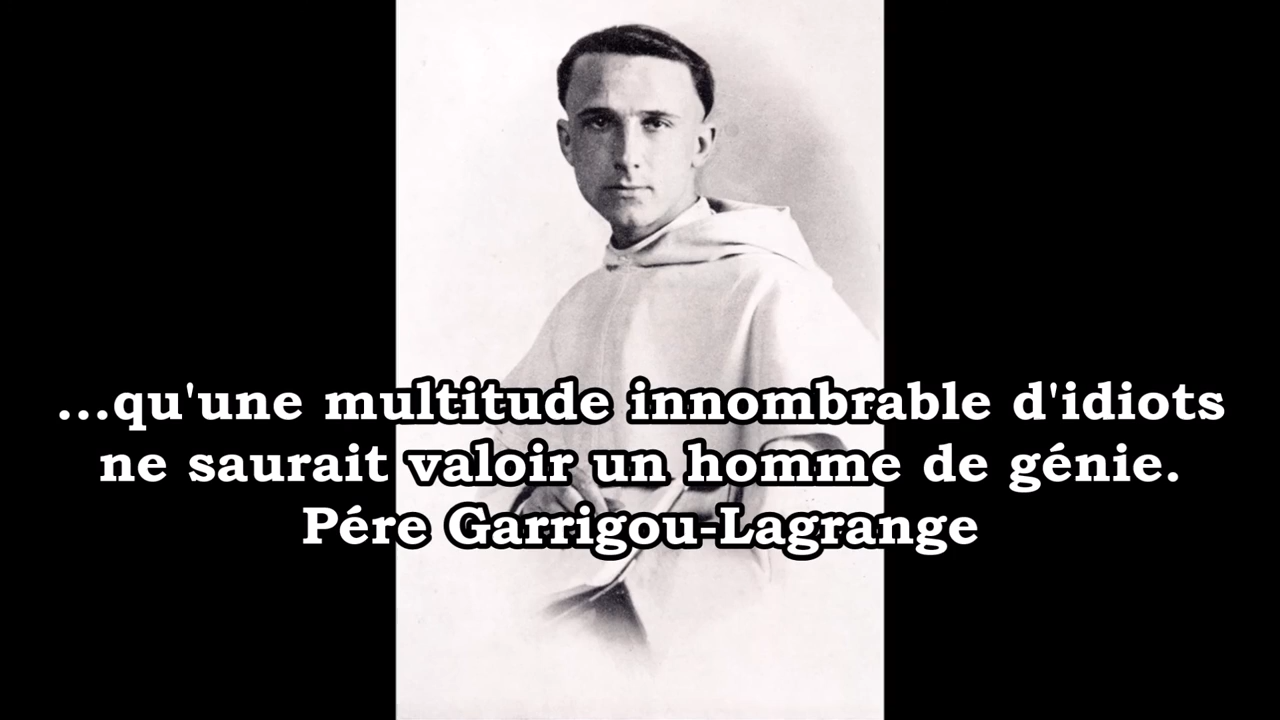 ...qu'une multitude innombrable d'idiots
ne saurait valoir un homme de génie.
Pére Garrigou-Lagrange